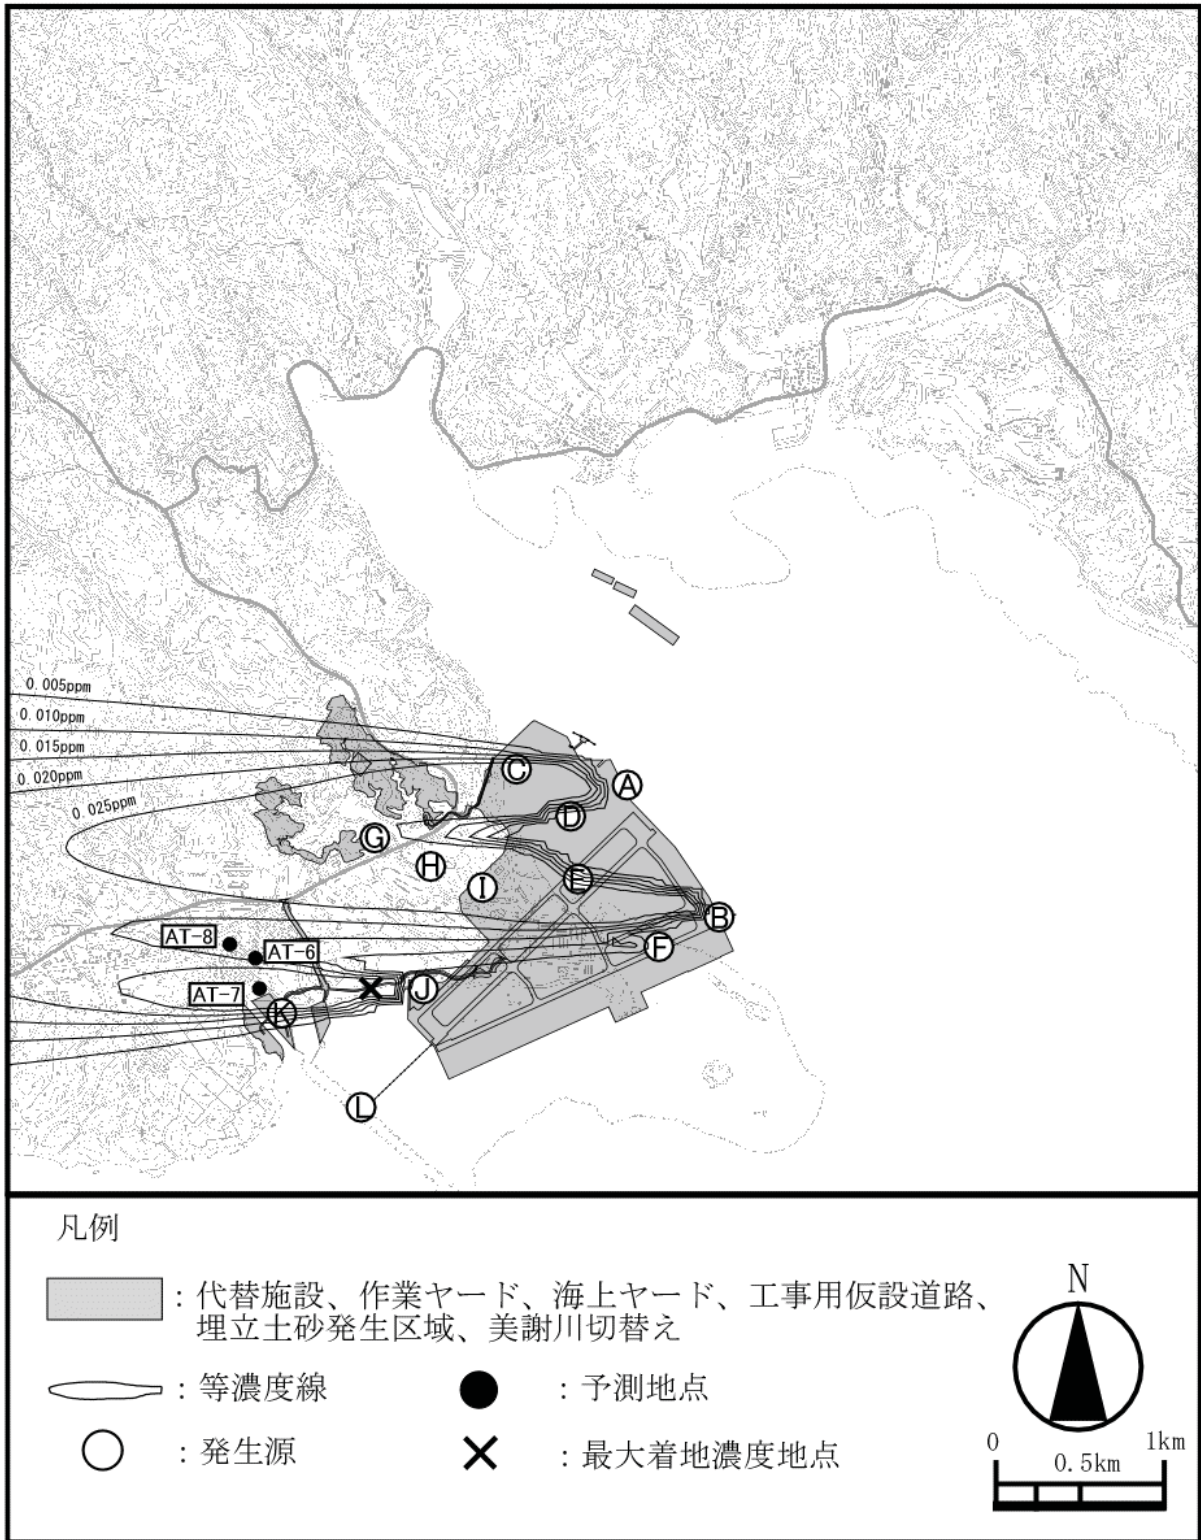 0.005ppm
0.010ppm
0.015ppm
0.020ppm
0.025ppm
C
A
D
G
H
E
I
B
AT-8
AT-6
F
AT-7
J
K
L
凡例
：代替施設、作業ヤード、海上ヤード、工事用仮設道路、
埋立土砂発生区域、美謝川切替え
：等濃度線
：予測地点
：発生源
：最大着地濃度地点
N
0
0.5km
1km